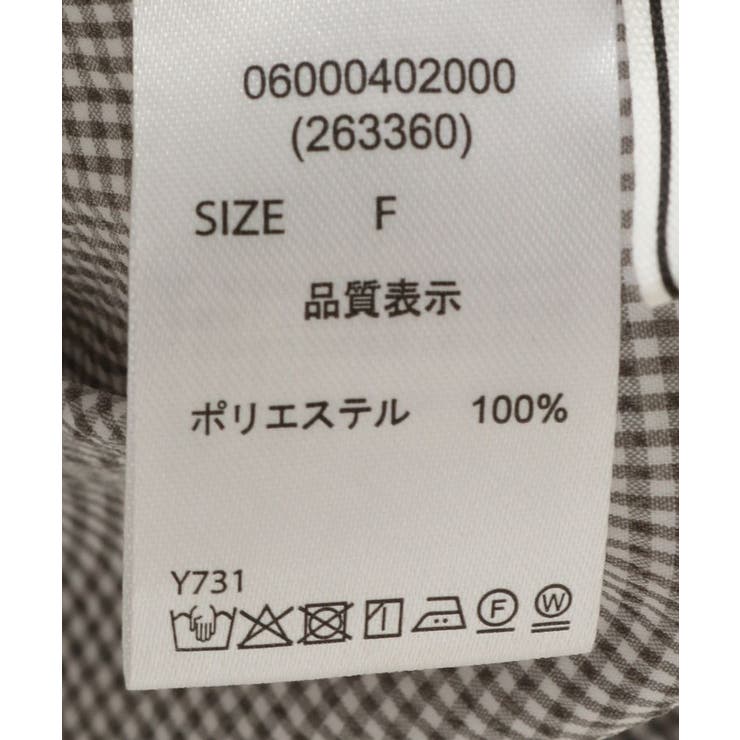 06000402000
(263360)
SIZE F
品質表示
ポリエステル 100%
Y731
F W